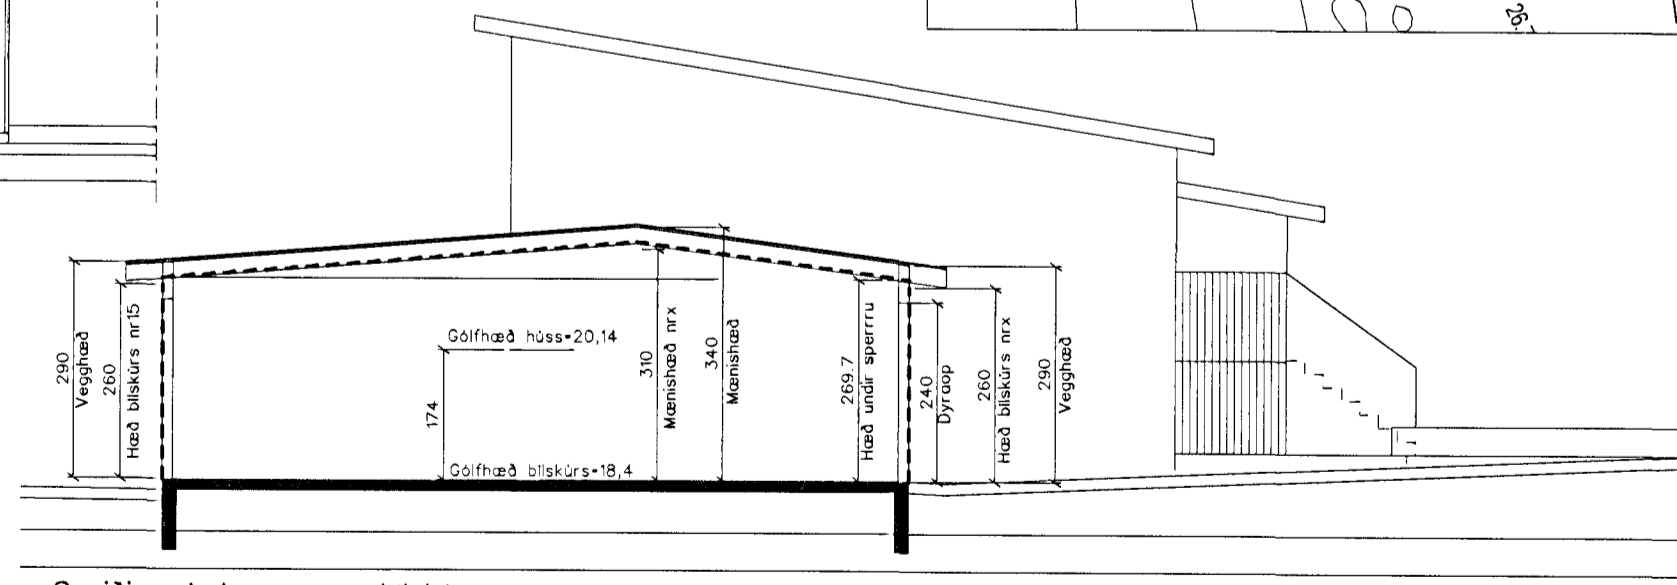 26.
290
Vegghæð
260
Hæð bílskúrs nr15
Gólfhæð húss=20,14
174
Gólfhæð bílskúrs=18,4
310
Mænishæð nrx
340
Mænishæð
269.7
Hæð undir sperrru
240
Dyraop
260
Hæð bílskúrs nrx
290
Vegghæð